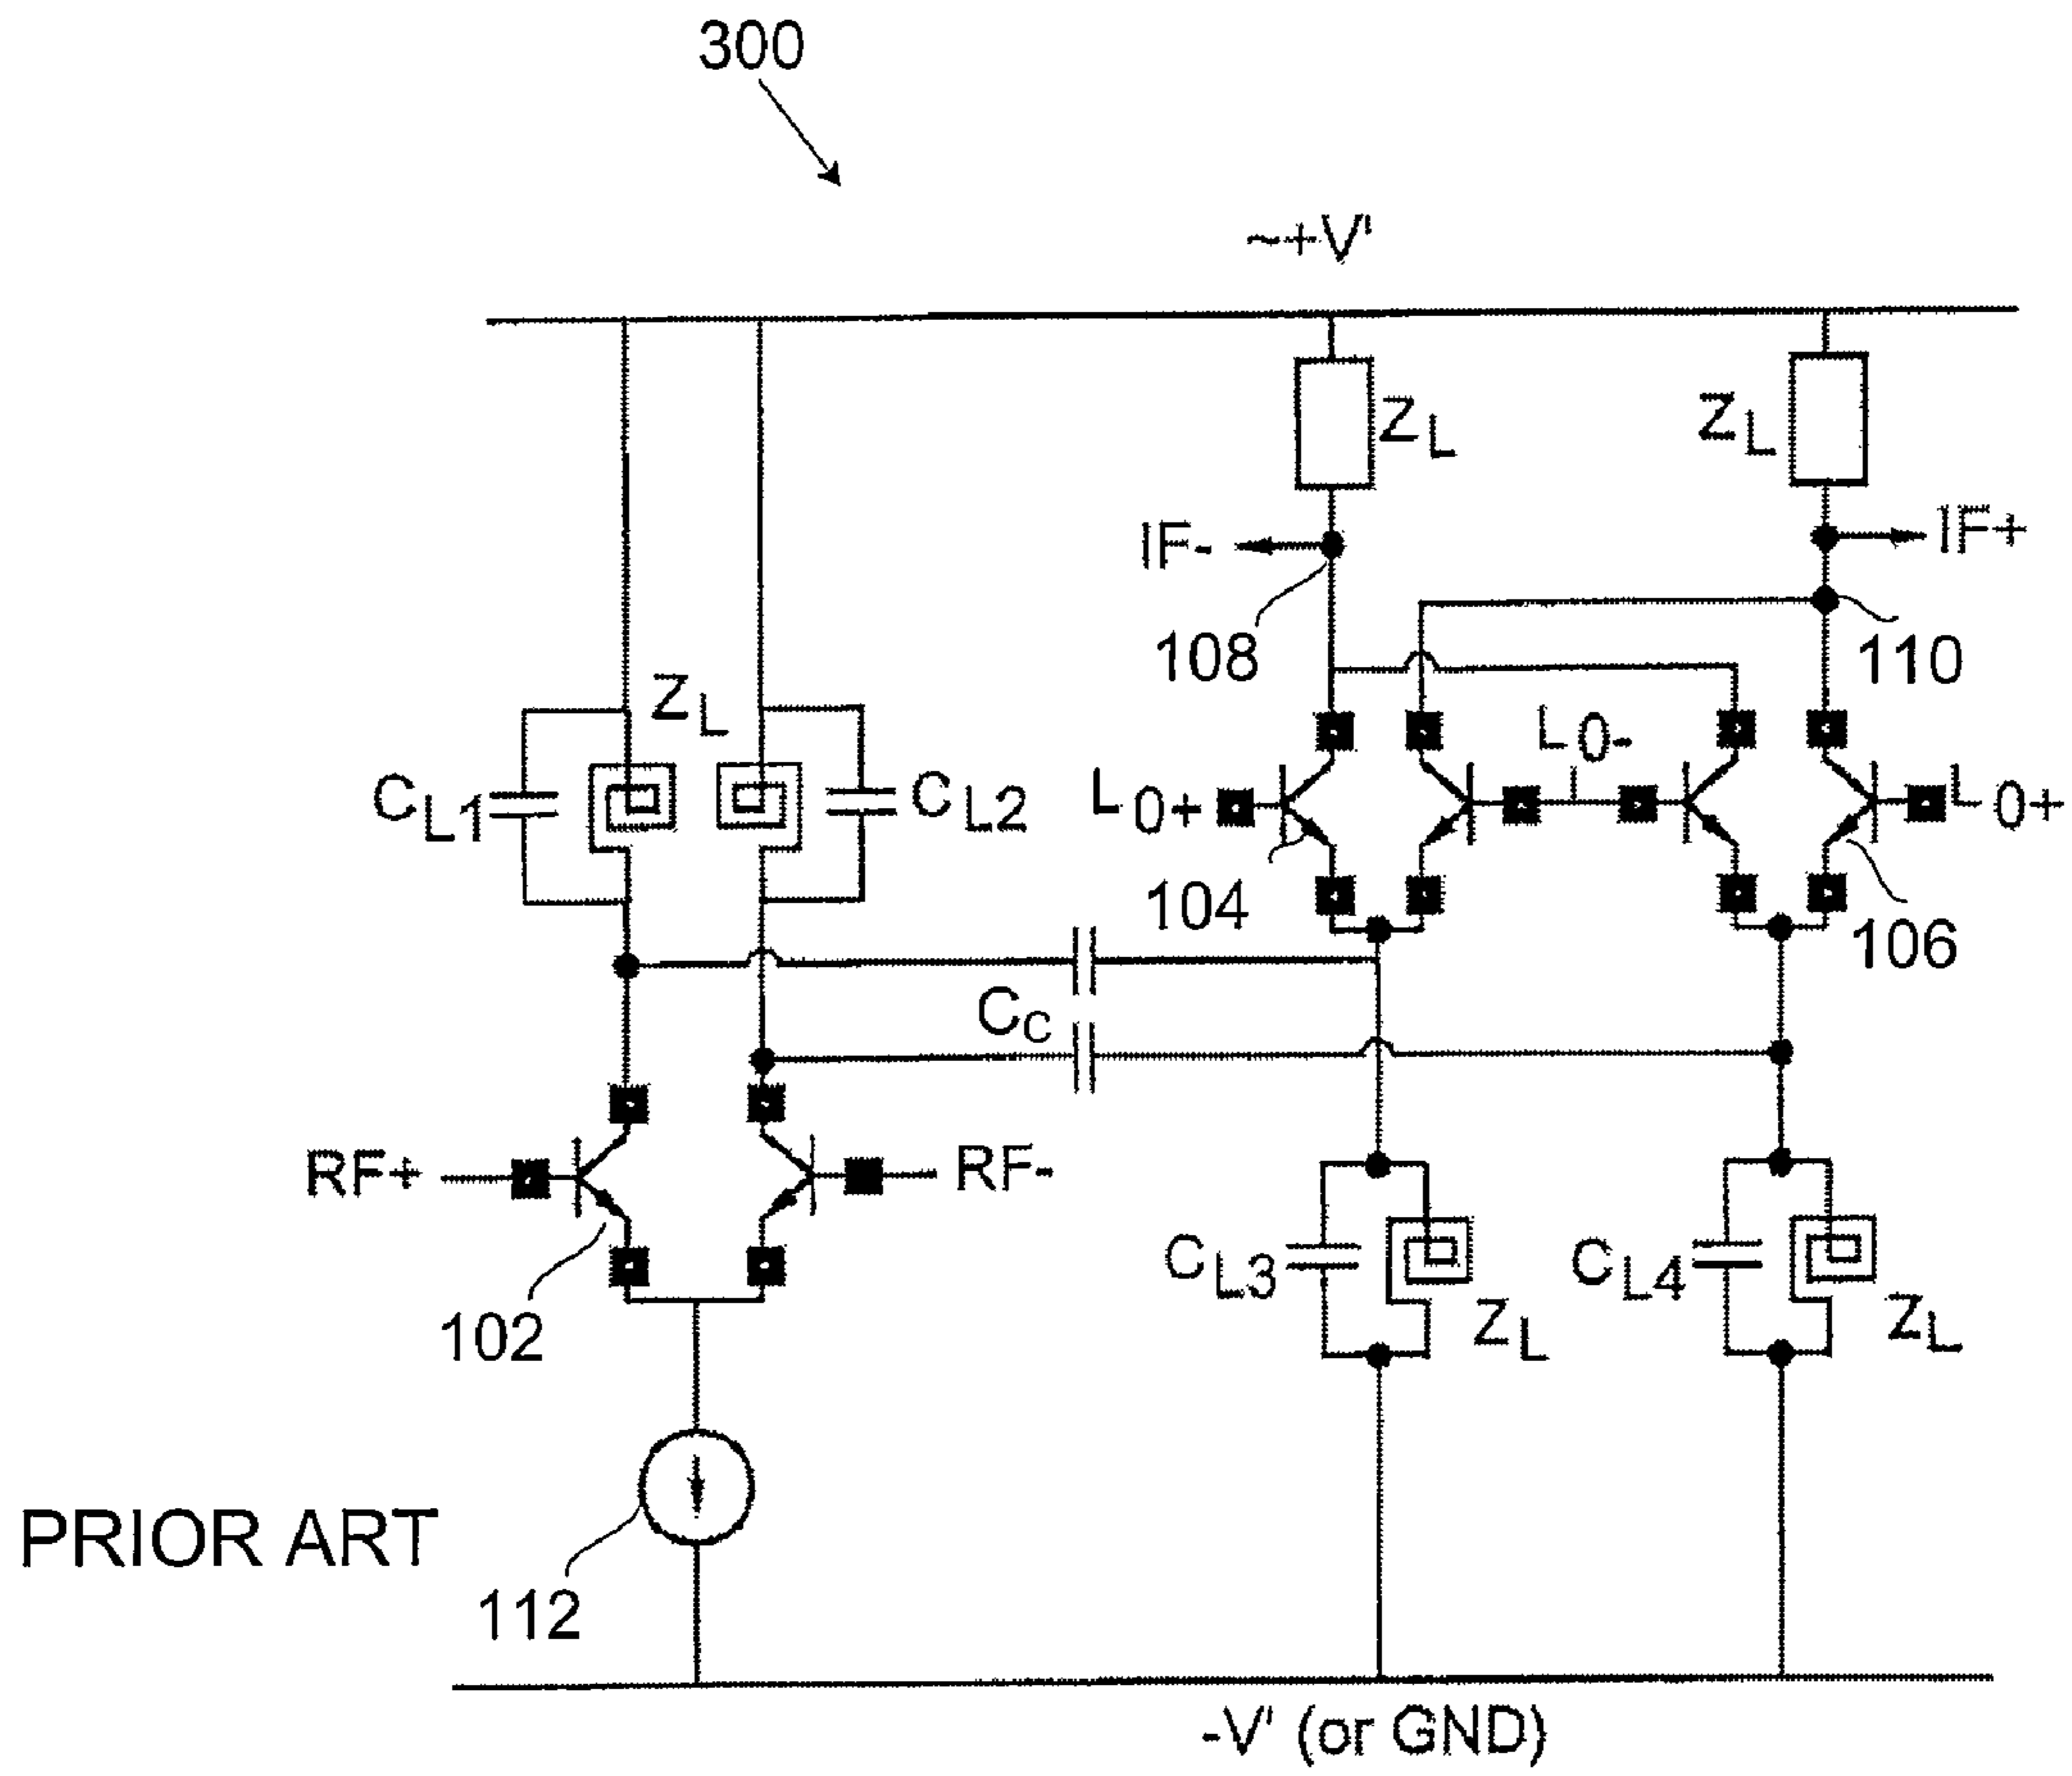 300
~+V'
ZL
ZL
IF-
IF+
108
110
ZL
L0-
CL1
CL2
L0+
L0+
104
106
CC
RF+
RF-
102
CL3
ZL
CL4
ZL
PRIOR ART
112
-V' (or GND)